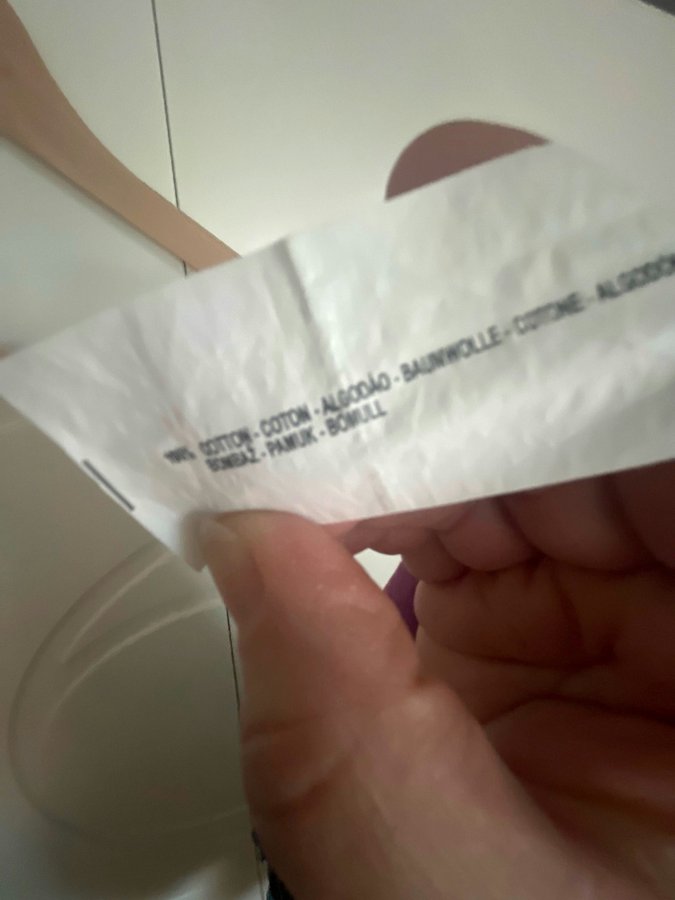 100% COTTON - COTON - ALGODÃO - BAUMWOLLE - COTONE - ALGODÓN
BOMBAŽ - PAMUK - BOMULL